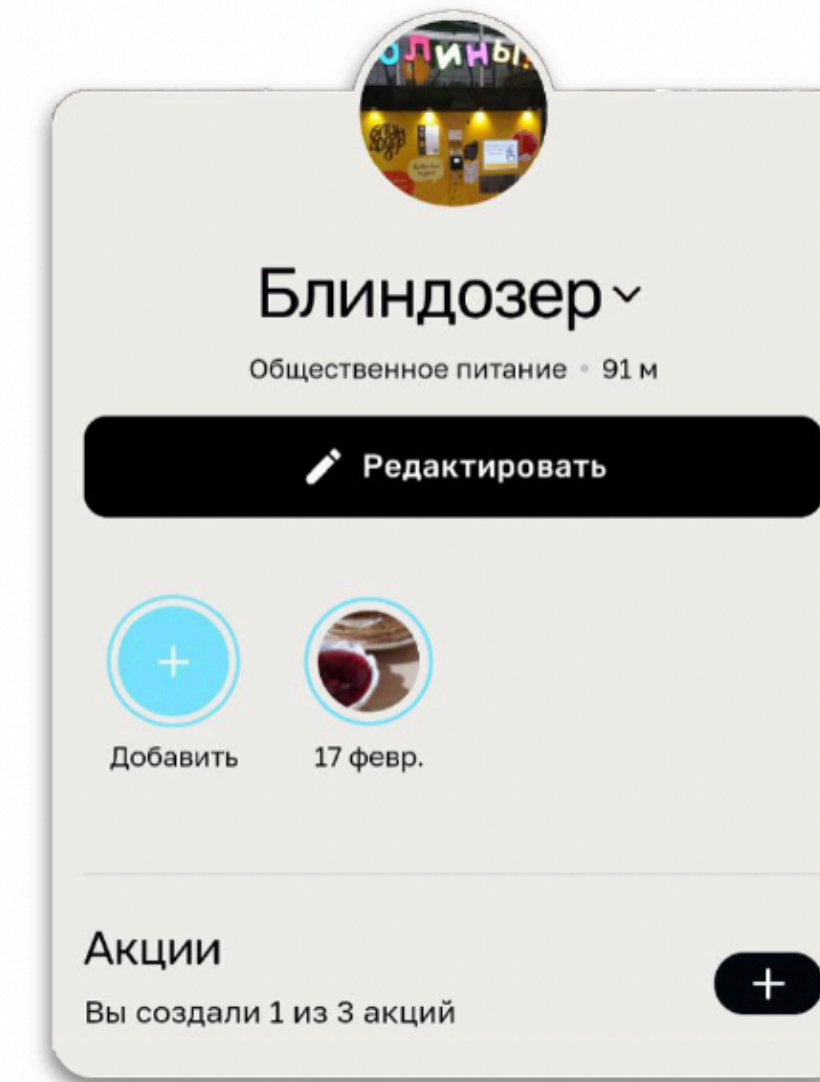 Блиндозер
Общественное питание • 91 м
Редактировать
Добавить
17 февр.
Акции
Вы создали 1 из 3 акций